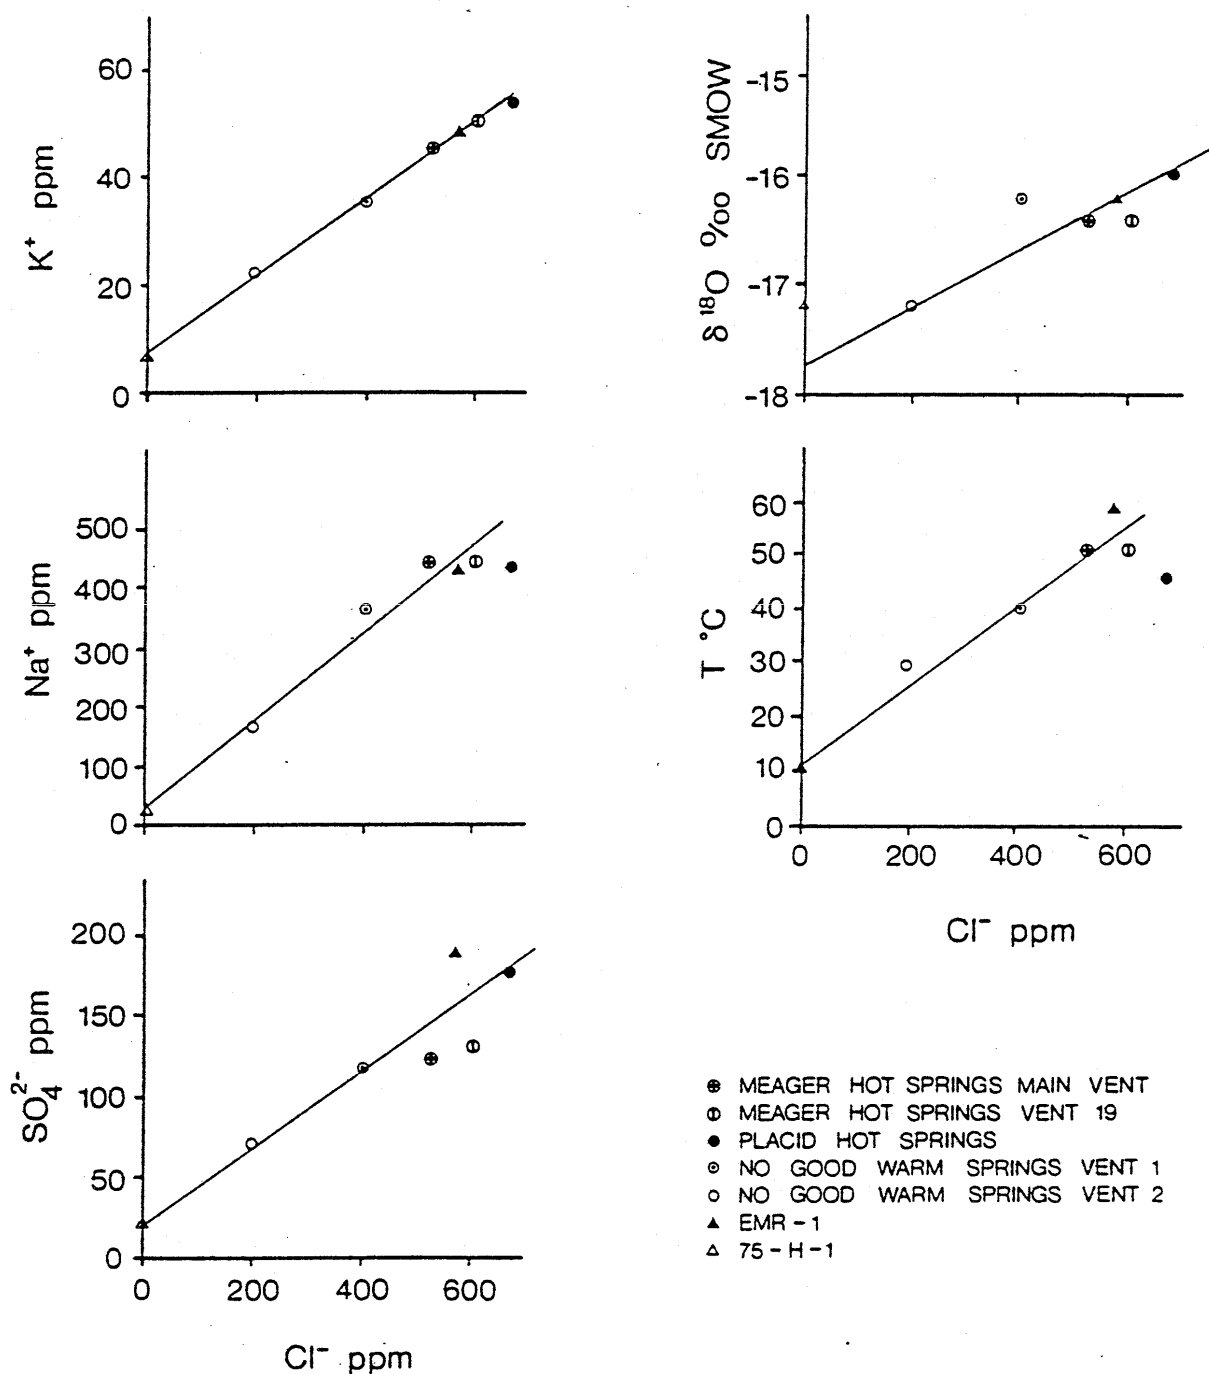 K⁺ ppm
60
40
20
0
δ ¹⁸O ‰ SMOW
-15
-16
-17
-18
Na⁺ ppm
500
400
300
200
100
0
T °C
60
50
40
30
20
10
0
0 200 400 600
Cl⁻ ppm
SO₄²⁻ ppm
200
150
100
50
0
0 200 400 600
Cl⁻ ppm
⊕ MEAGER HOT SPRINGS MAIN VENT
⦶ MEAGER HOT SPRINGS VENT 19
● PLACID HOT SPRINGS
⊙ NO GOOD WARM SPRINGS VENT 1
○ NO GOOD WARM SPRINGS VENT 2
▲ EMR-1
△ 75-H-1